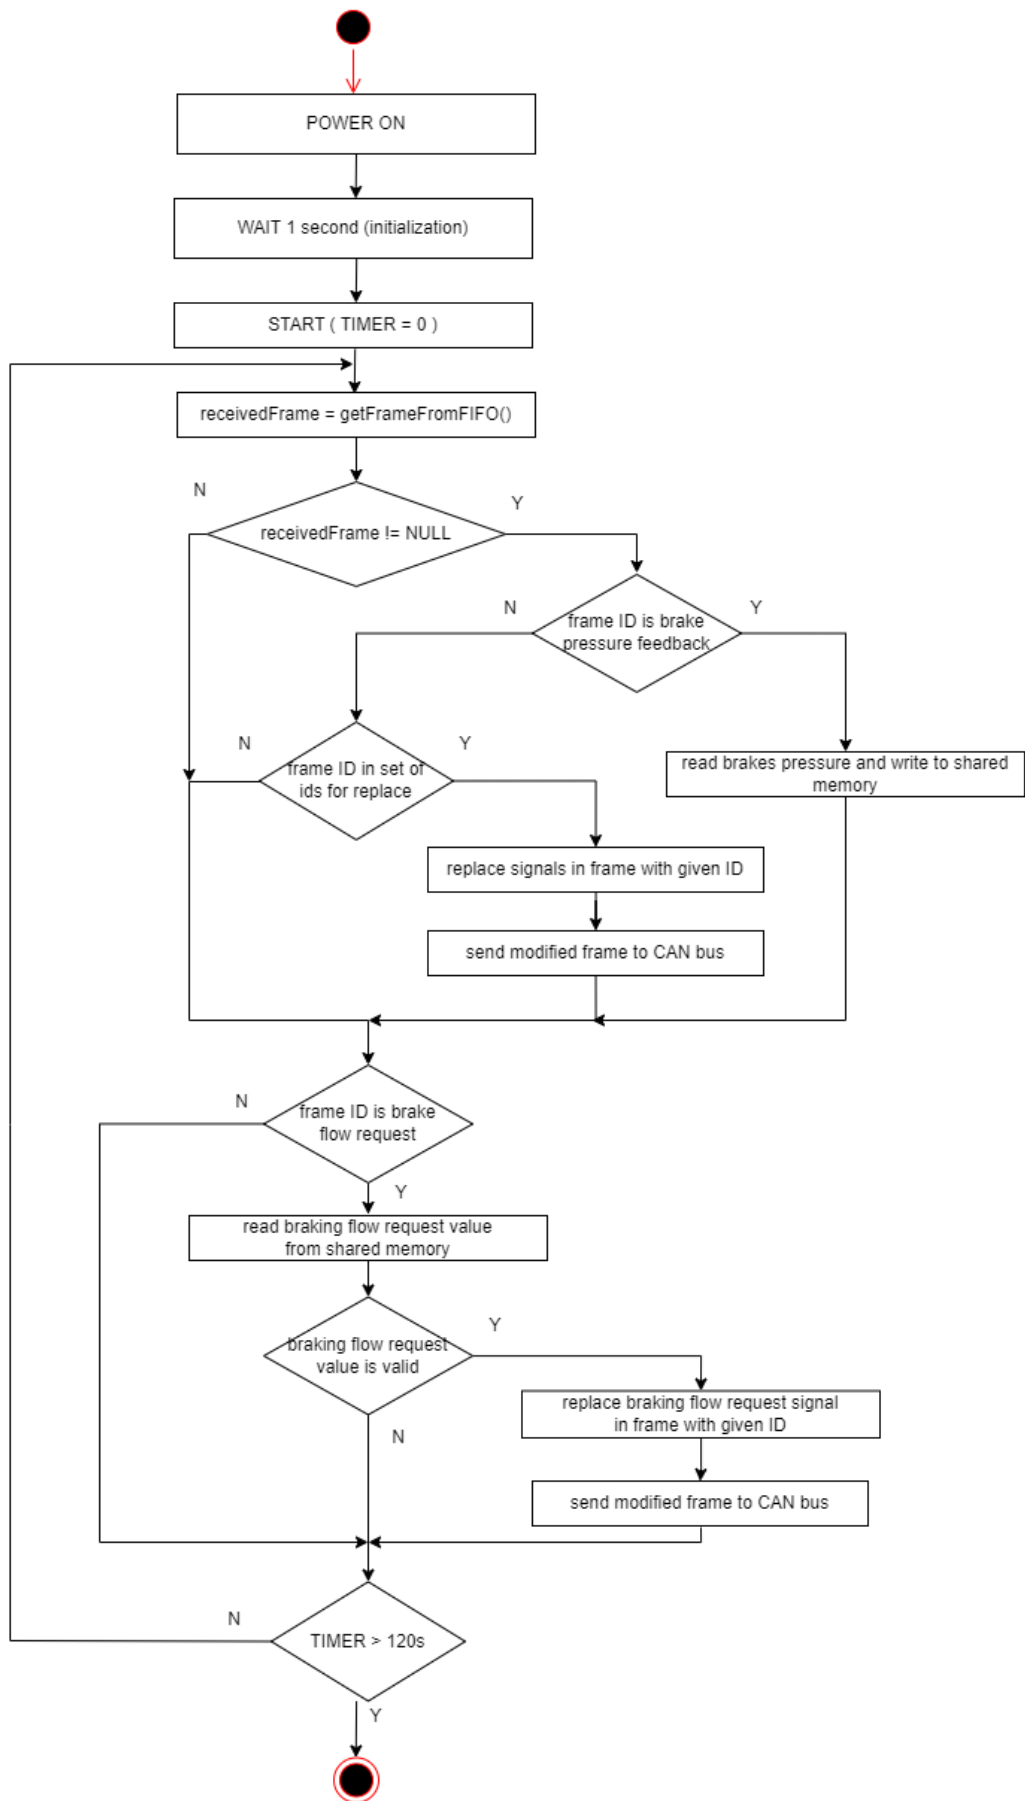 POWER ON
WAIT 1 second (initialization)
START ( TIMER = 0 )
receivedFrame = getFrameFromFIFO()
N
Y
receivedFrame != NULL
N
Y
frame ID is brake
pressure feedback
N
Y
frame ID in set of
ids for replace
read brakes pressure and write to shared
memory
replace signals in frame with given ID
send modified frame to CAN bus
N
frame ID is brake
flow request
Y
read braking flow request value
from shared memory
Y
braking flow request
value is valid
replace braking flow request signal
in frame with given ID
N
send modified frame to CAN bus
N
TIMER > 120s
Y